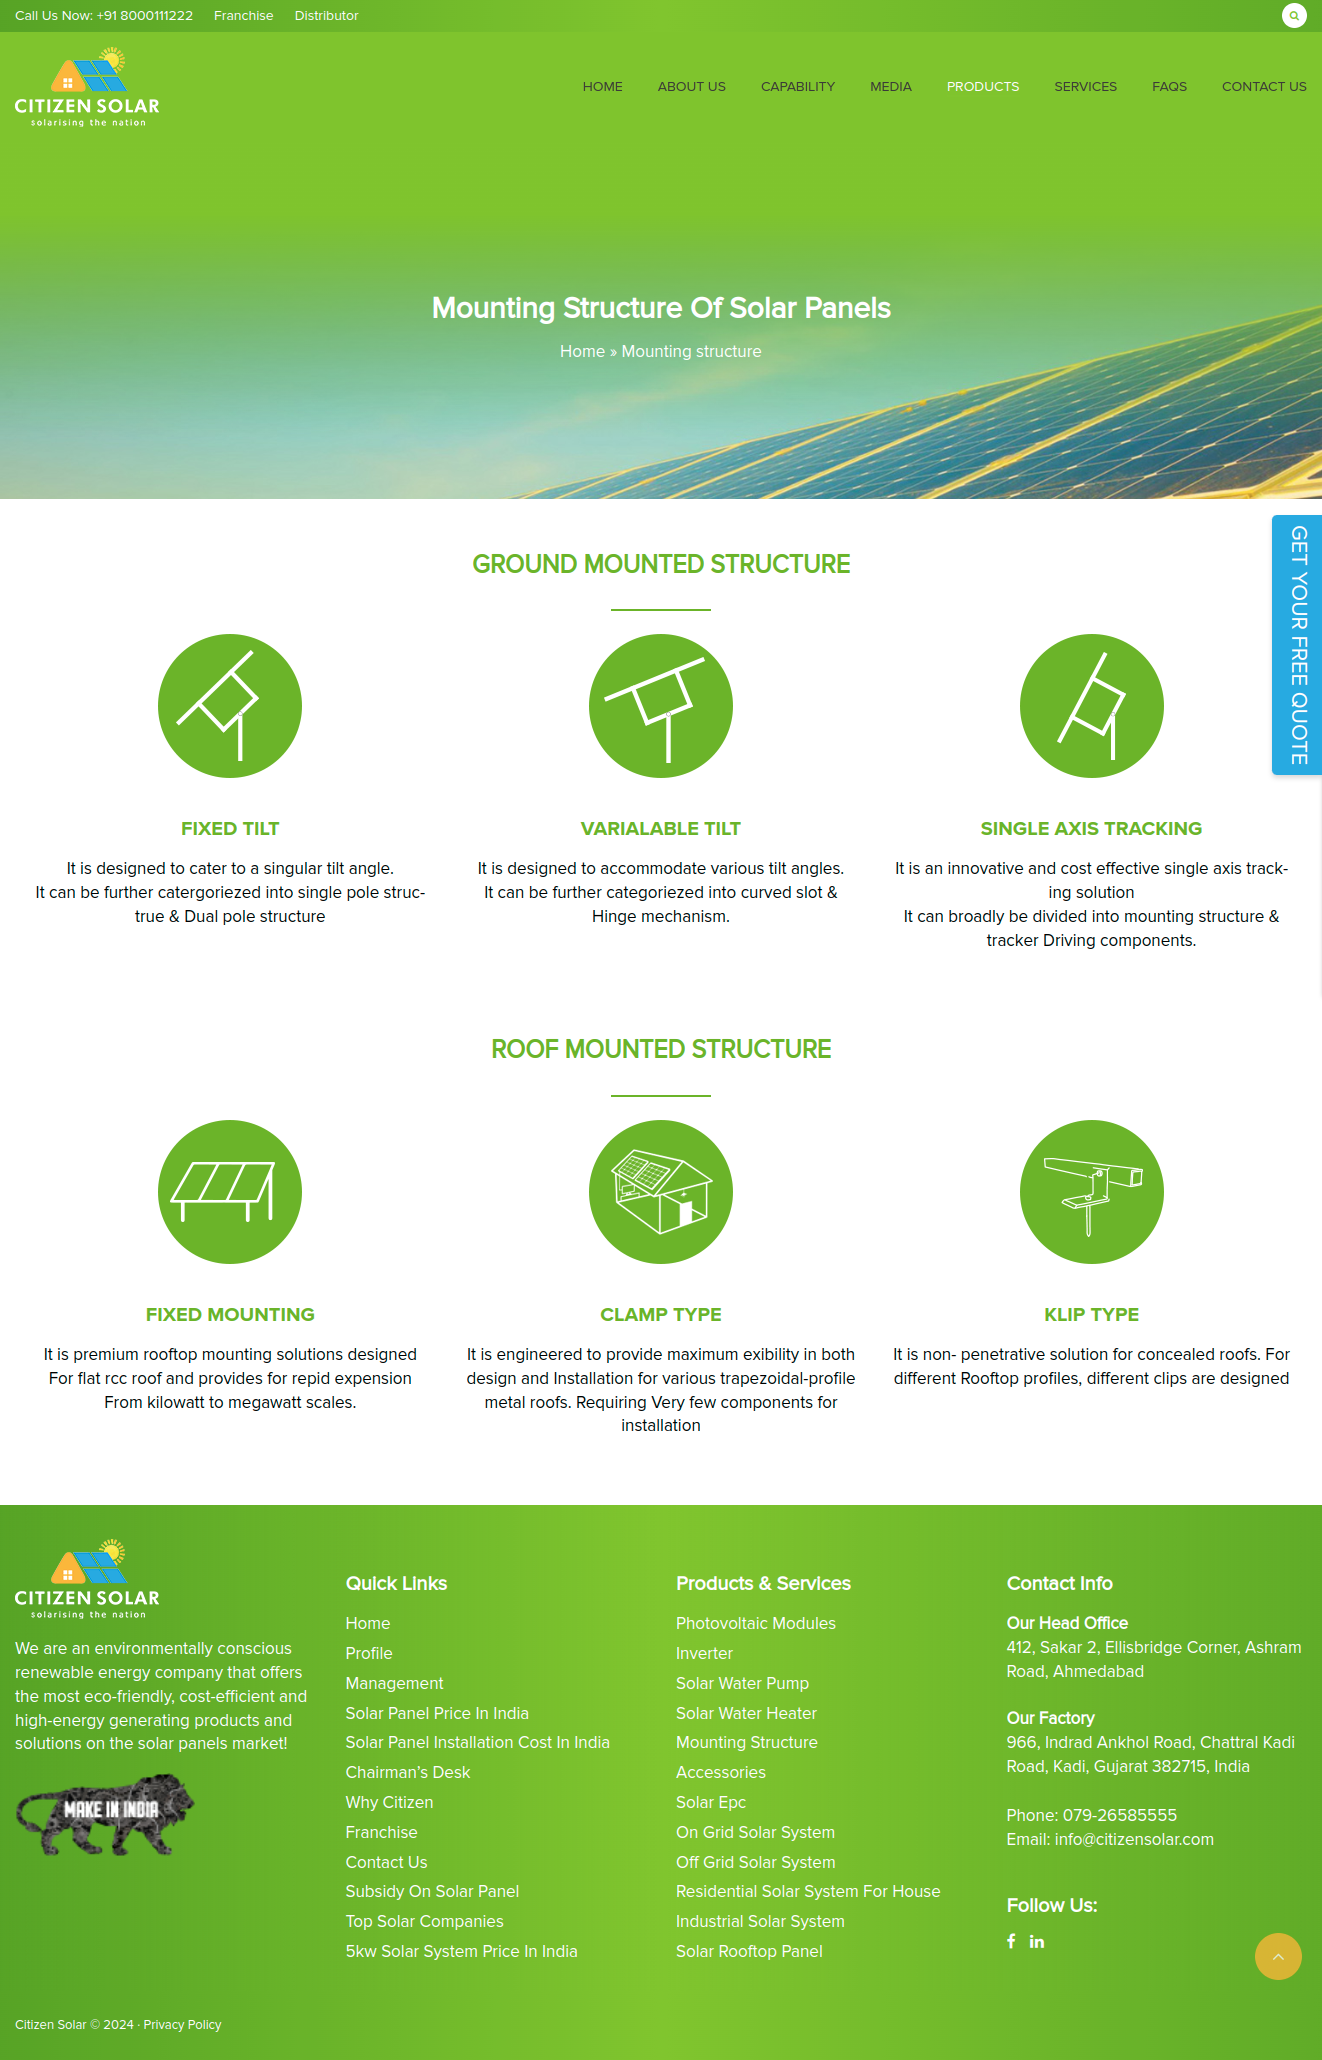 Call Us Now: +91 8000111222 Franchise Distributor
CITIZEN SOLAR
solarising the nation
HOME ABOUT US CAPABILITY MEDIA PRODUCTS SERVICES FAQS CONTACT US
Mounting Structure Of Solar Panels
Home » Mounting structure
GET YOUR FREE QUOTE
GROUND MOUNTED STRUCTURE
FIXED TILT
It is designed to cater to a singular tilt angle.
It can be further catergoriezed into single pole struc-
true & Dual pole structure
VARIALABLE TILT
It is designed to accommodate various tilt angles.
It can be further categoriezed into curved slot &
Hinge mechanism.
SINGLE AXIS TRACKING
It is an innovative and cost effective single axis track-
ing solution
It can broadly be divided into mounting structure &
tracker Driving components.
ROOF MOUNTED STRUCTURE
FIXED MOUNTING
It is premium rooftop mounting solutions designed
For flat rcc roof and provides for repid expension
From kilowatt to megawatt scales.
CLAMP TYPE
It is engineered to provide maximum exibility in both
design and Installation for various trapezoidal-profile
metal roofs. Requiring Very few components for
installation
KLIP TYPE
It is non- penetrative solution for concealed roofs. For
different Rooftop profiles, different clips are designed
CITIZEN SOLAR
solarising the nation
We are an environmentally conscious
renewable energy company that offers
the most eco-friendly, cost-efficient and
high-energy generating products and
solutions on the solar panels market!
MAKE IN INDIA
Quick Links
Home
Profile
Management
Solar Panel Price In India
Solar Panel Installation Cost In India
Chairman's Desk
Why Citizen
Franchise
Contact Us
Subsidy On Solar Panel
Top Solar Companies
5kw Solar System Price In India
Products & Services
Photovoltaic Modules
Inverter
Solar Water Pump
Solar Water Heater
Mounting Structure
Accessories
Solar Epc
On Grid Solar System
Off Grid Solar System
Residential Solar System For House
Industrial Solar System
Solar Rooftop Panel
Contact Info
Our Head Office
412, Sakar 2, Ellisbridge Corner, Ashram
Road, Ahmedabad
Our Factory
966, Indrad Ankhol Road, Chattral Kadi
Road, Kadi, Gujarat 382715, India
Phone: 079-26585555
Email: info@citizensolar.com
Follow Us:
Citizen Solar © 2024 · Privacy Policy